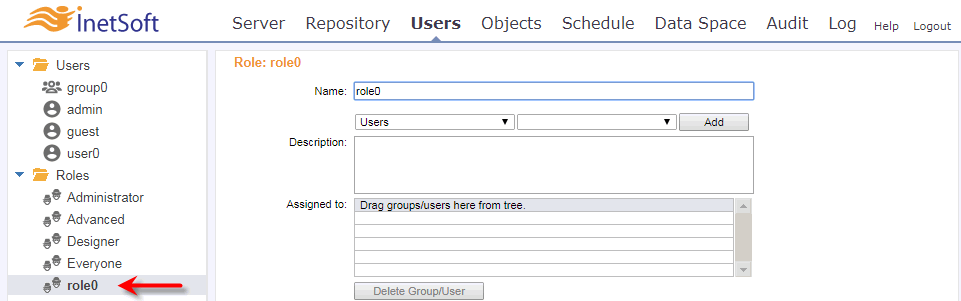 inetSoft
Server Repository Users Objects Schedule Data Space Audit Log Help Logout
Users
group0
admin
guest
user0
Roles
Administrator
Advanced
Designer
Everyone
role0
Role: role0
Name: role0
Users Add
Description:
Assigned to: Drag groups/users here from tree.
Delete Group/User